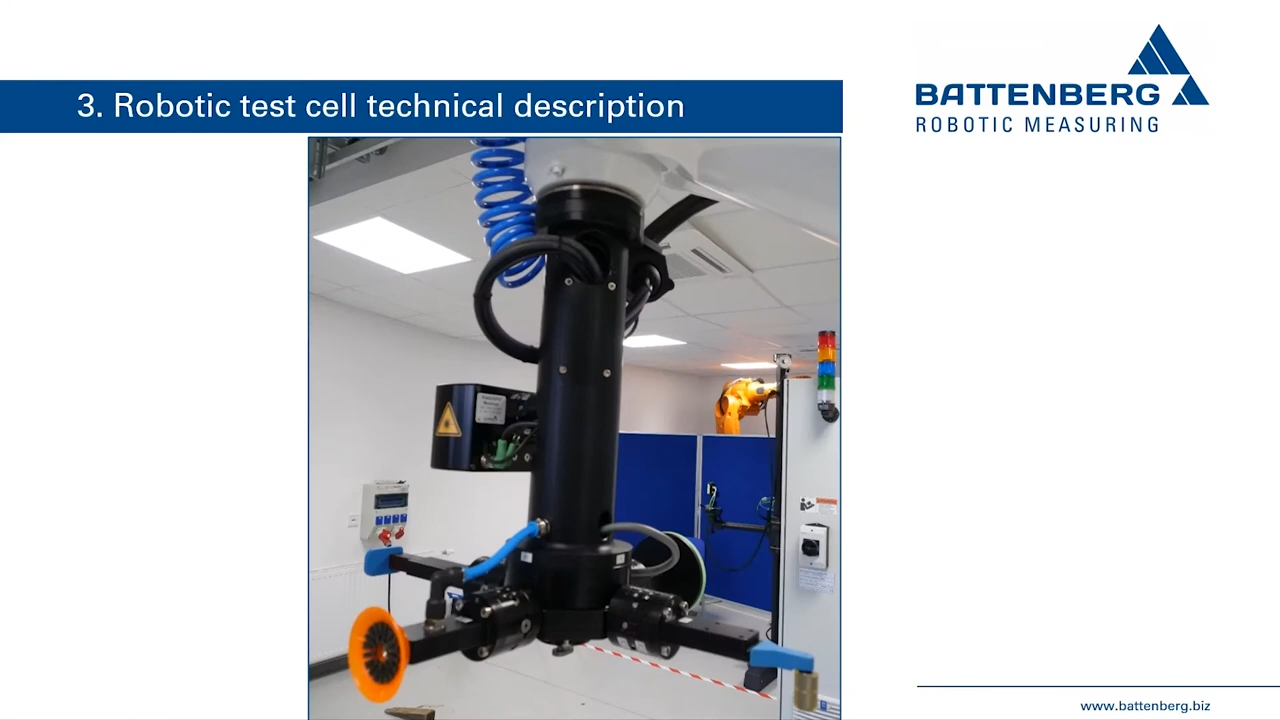 BATTENBERG
ROBOTIC MEASURING
3. Robotic test cell technical description
www.battenberg.biz